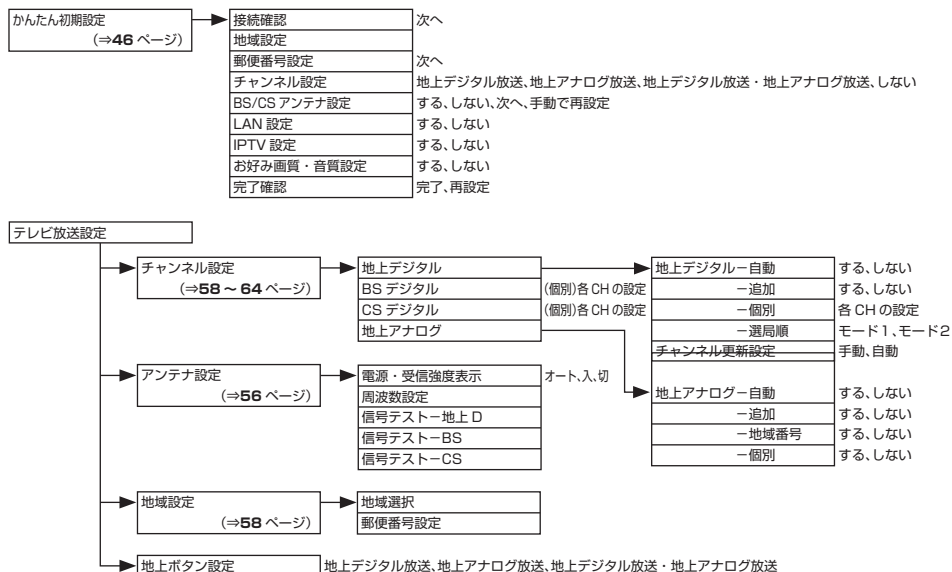 かんたん初期設定
(⇒46 ページ)
接続確認 次へ
地域設定
郵便番号設定 次へ
チャンネル設定 地上デジタル放送、地上アナログ放送、地上デジタル放送・地上アナログ放送、しない
BS/CS アンテナ設定 する、しない、次へ、手動で再設定
LAN 設定 する、しない
IPTV 設定 する、しない
お好み画質・音質設定 する、しない
完了確認 完了、再設定
テレビ放送設定
チャンネル設定
(⇒58 ~ 64 ページ)
地上デジタル
BS デジタル (個別)各 CH の設定
CS デジタル (個別)各 CH の設定
地上アナログ
地上デジタル−自動 する、しない
−追加 する、しない
−個別 各 CH の設定
−選局順 モード1、モード2
チャンネル更新設定 手動、自動
地上アナログ−自動 する、しない
−追加 する、しない
−地域番号 する、しない
−個別 する、しない
アンテナ設定
(⇒56 ページ)
電源・受信強度表示 オート、入、切
周波数設定
信号テスト−地上 D
信号テスト−BS
信号テスト−CS
地域設定
(⇒58 ページ)
地域選択
郵便番号設定
地上ボタン設定 地上デジタル放送、地上アナログ放送、地上デジタル放送・地上アナログ放送